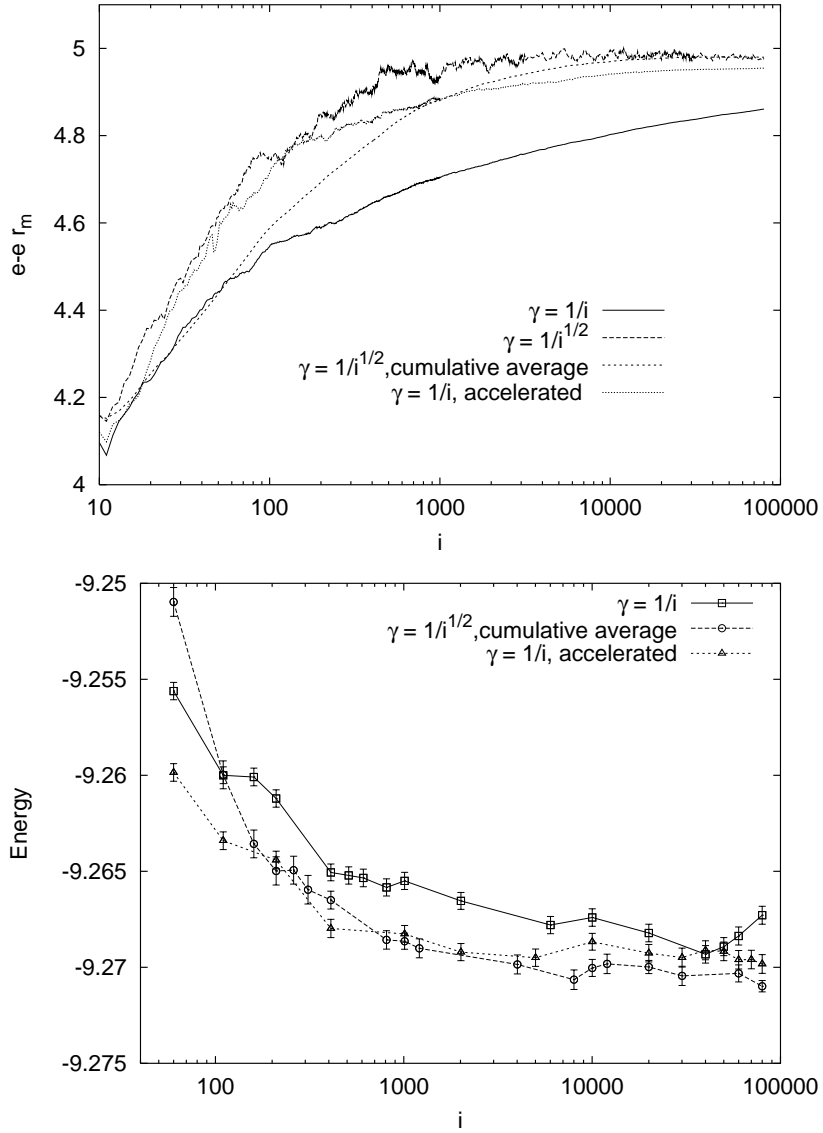 5
4.8
4.6
4.4
4.2
4
e-e r_m
10
100
1000
10000
100000
i
γ = 1/i
γ = 1/i^1/2
γ = 1/i^1/2,cumulative average
γ = 1/i, accelerated
-9.25
-9.255
-9.26
-9.265
-9.27
-9.275
Energy
100
1000
10000
100000
i
γ = 1/i
γ = 1/i^1/2,cumulative average
γ = 1/i, accelerated